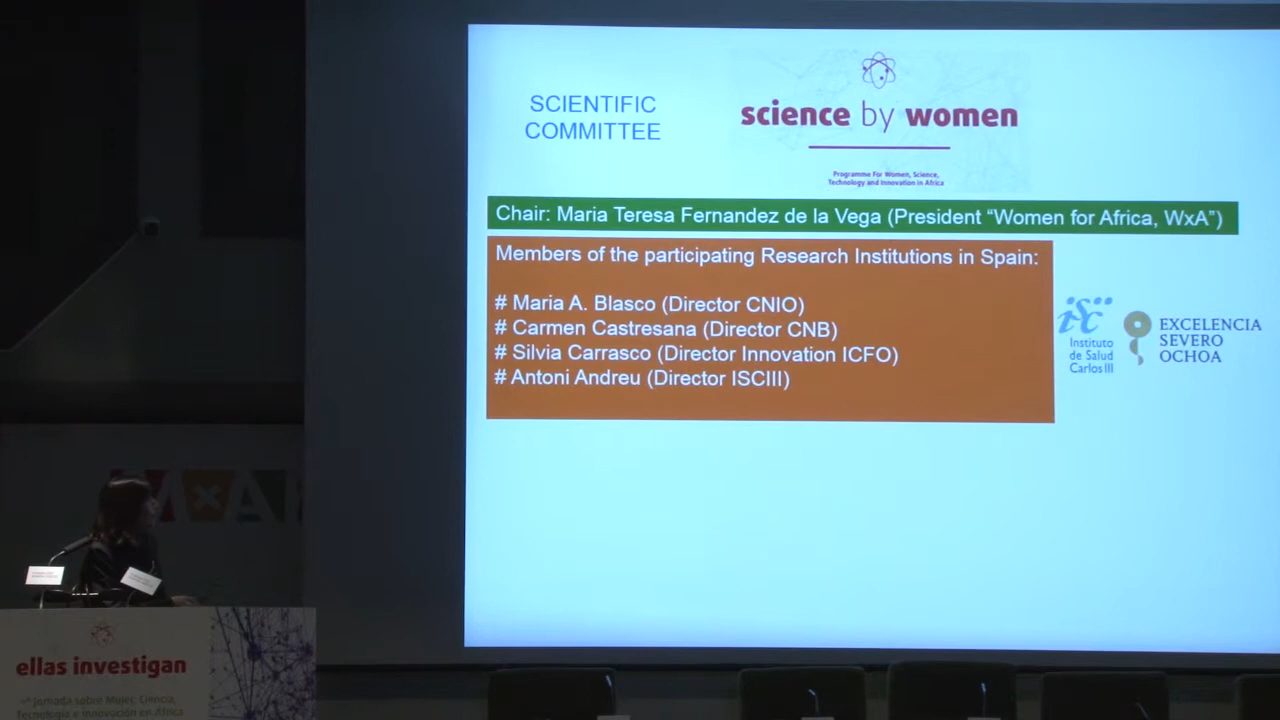 SCIENTIFIC
COMMITTEE
science by women
Programme For Women, Science,
Technology and Innovation in Africa
Chair: Maria Teresa Fernandez de la Vega (President “Women for Africa, WxA”)
Members of the participating Research Institutions in Spain:
# Maria A. Blasco (Director CNIO)
# Carmen Castresana (Director CNB)
# Silvia Carrasco (Director Innovation ICFO)
# Antoni Andreu (Director ISCIII)
isc
Instituto
de Salud
Carlos III
EXCELENCIA
SEVERO
OCHOA
WxA
ellas investigan
Jornada sobre Mujer, Ciencia,
Tecnología e Innovación en África